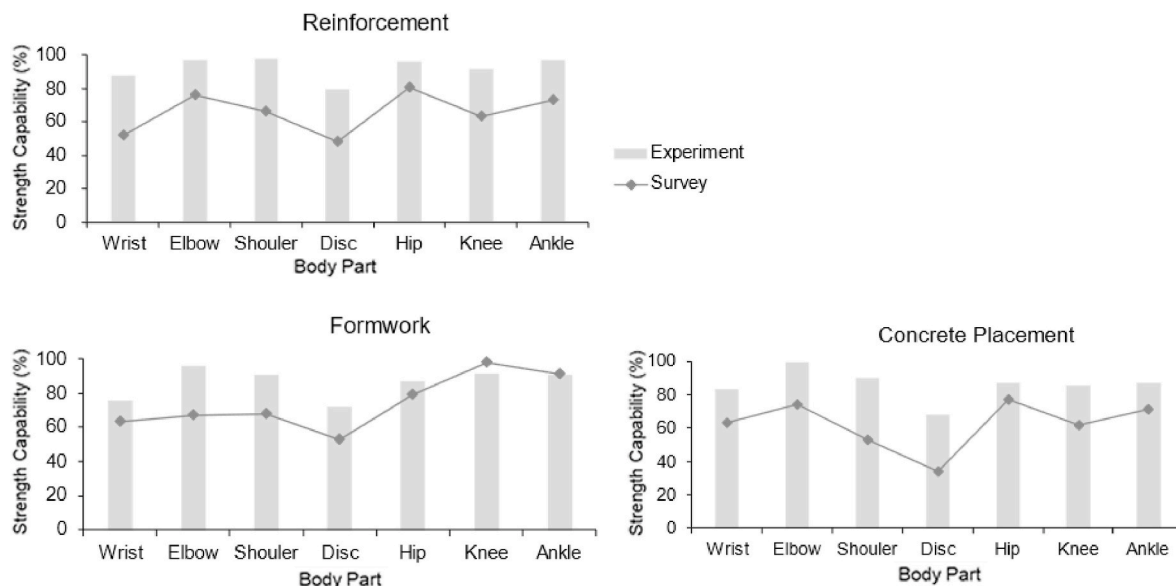 Reinforcement
Strength Capability (%)
100
80
60
40
20
0
Wrist Elbow Shouler Disc Hip Knee Ankle
Body Part
Experiment
Survey
Formwork
Strength Capability (%)
100
80
60
40
20
0
Wrist Elbow Shouler Disc Hip Knee Ankle
Body Part
Concrete Placement
Strength Capability (%)
100
80
60
40
20
0
Wrist Elbow Shouler Disc Hip Knee Ankle
Body Part